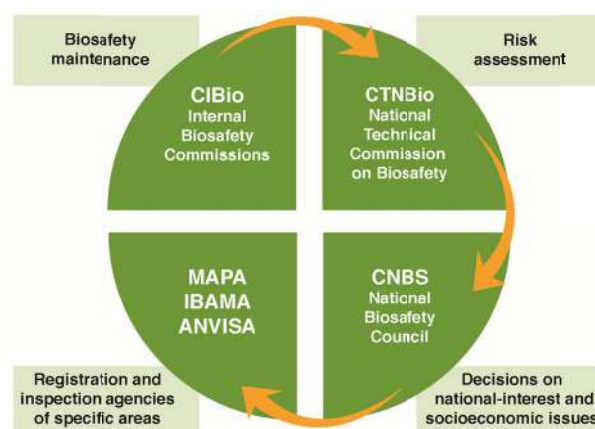 Biosafety
maintenance
Risk
assessment
CIBio
Internal
Biosafety
Commissions
CTNBio
National
Technical
Commission
on Biosafety
MAPA
IBAMA
ANVISA
CNBS
National
Biosafety
Council
Registration and
inspection agencies
of specific areas
Decisions on
national-interest and
socioeconomic issues